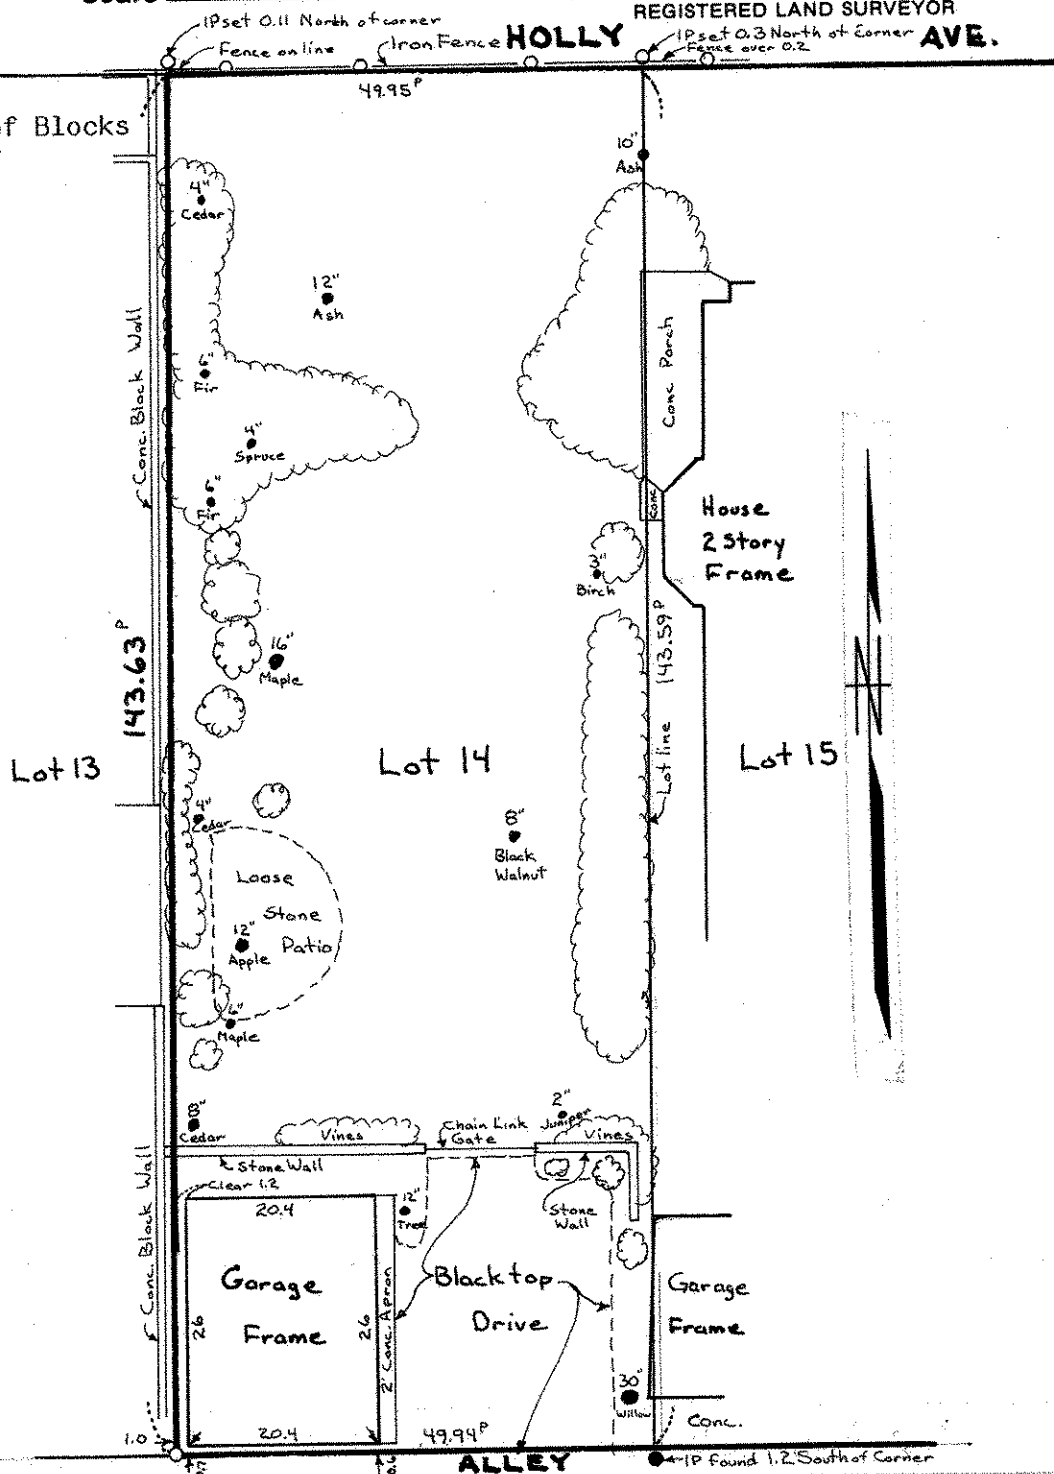 REGISTERED LAND SURVEYOR
IPset 0.11 North of corner
Fence on line
Iron Fence
HOLLY AVE.
IPset 0.3 North of Corner
Fence over 0.2
49.95P
of Blocks
10"
Ash
4"
Cedar
12"
Ash
Conc. Block Wall
Conc Porch
6"
Fir
4"
Spruce
6"
Fir
Conc
House
2 Story
Frame
3"
Birch
143.63P
143.59P
16"
Maple
N
Lot 13
Lot 14
Lot line
Lot 15
4"
Cedar
8"
Black
Walnut
Loose
Stone
Patio
12"
Apple
6"
Maple
8"
Cedar
Vines
Chain Link
Gate
2"
Juniper
Vines
Stone Wall
Clear 1.2
20.4
12"
Tree
Stone
Wall
Conc. Block Wall
Garage
Frame
26
26
2' Conc. Apron
Blacktop
Drive
Garage
Frame
30"
Willow
Conc.
1.0
20.4
49.94P
ALLEY
IP found 1.2 South of Corner